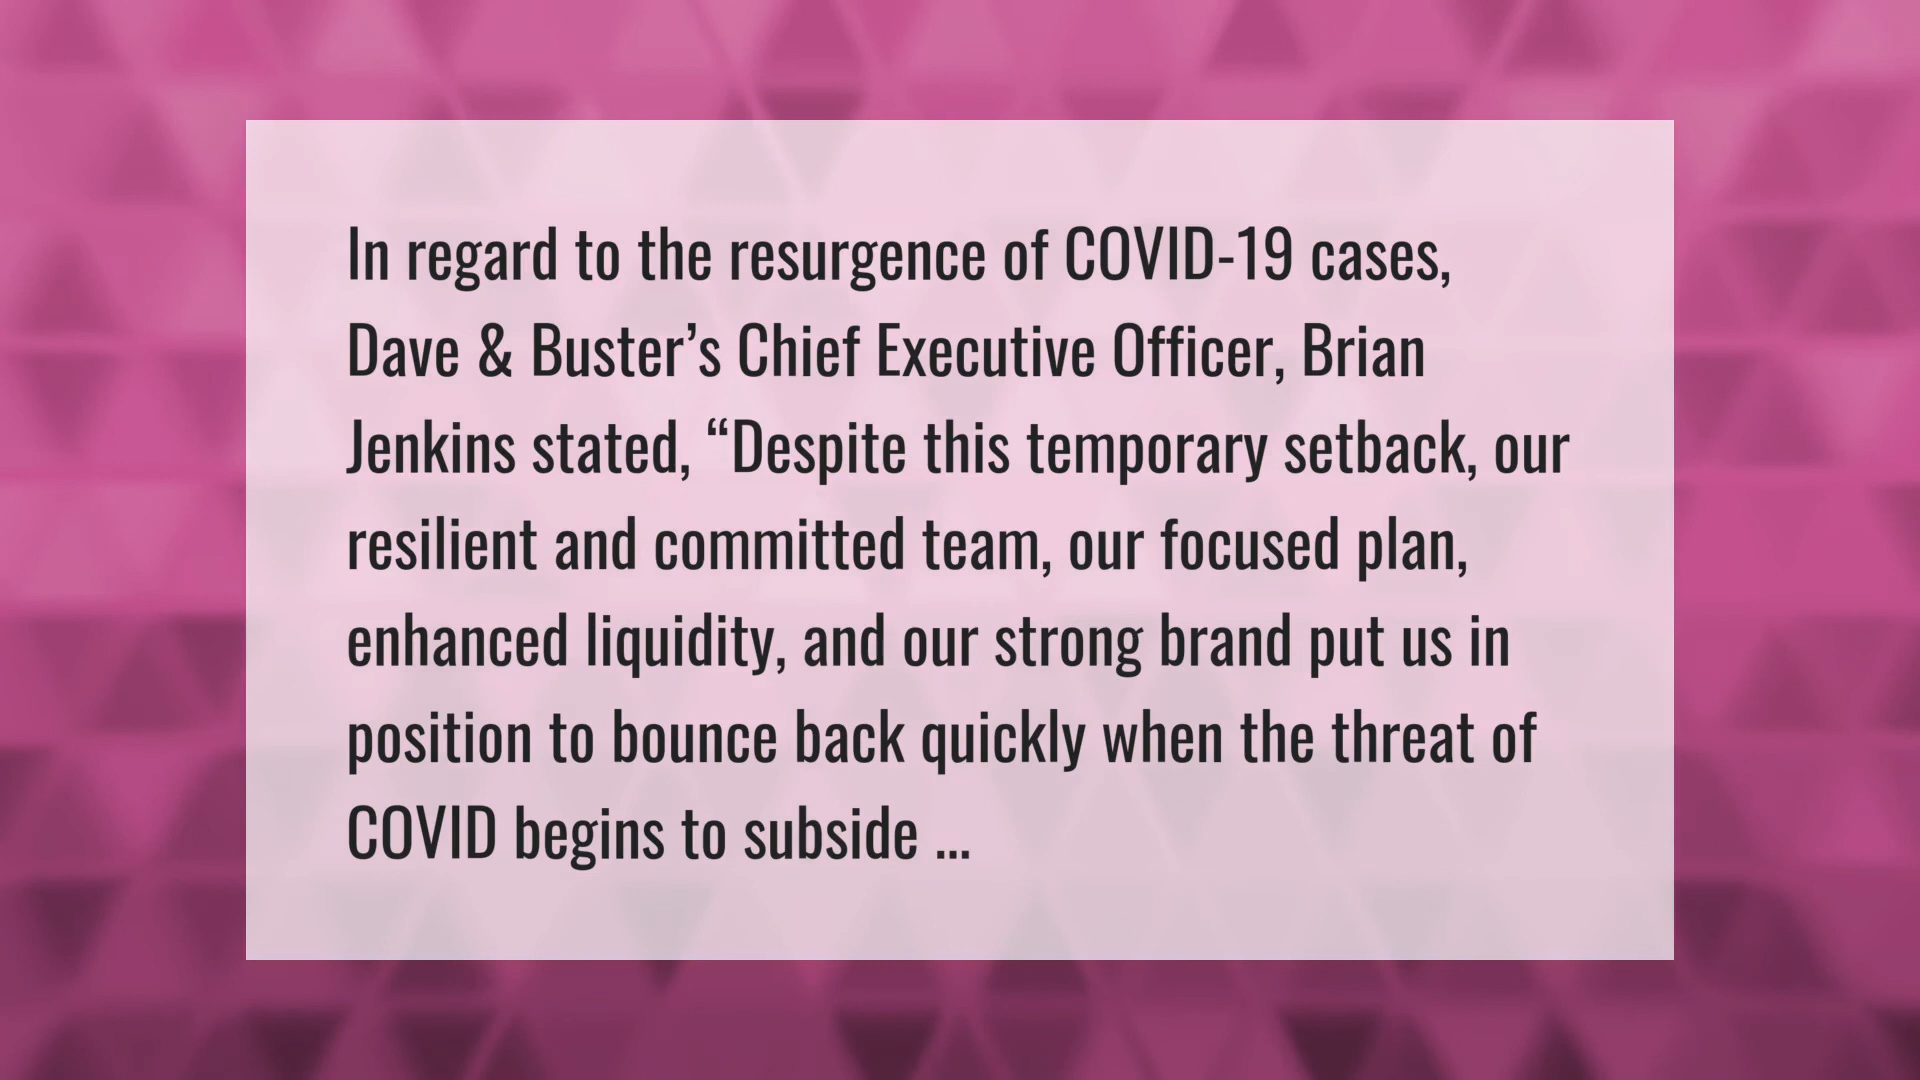 In regard to the resurgence of COVID-19 cases,
Dave & Buster’s Chief Executive Officer, Brian
Jenkins stated, “Despite this temporary setback, our
resilient and committed team, our focused plan,
enhanced liquidity, and our strong brand put us in
position to bounce back quickly when the threat of
COVID begins to subside ...